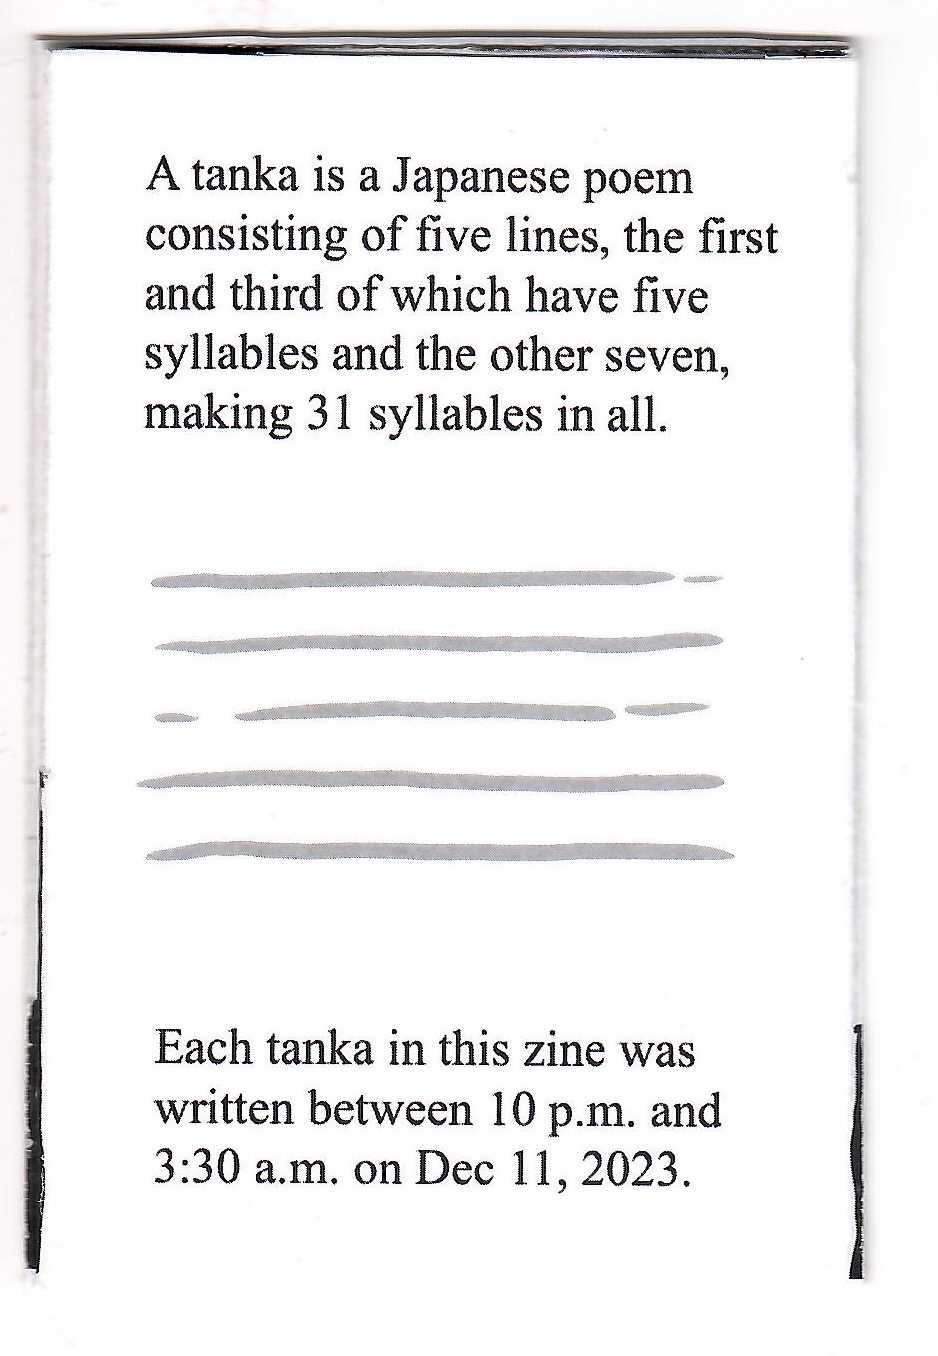 A tanka is a Japanese poem
consisting of five lines, the first
and third of which have five
syllables and the other seven,
making 31 syllables in all.
Each tanka in this zine was
written between 10 p.m. and
3:30 a.m. on Dec 11, 2023.